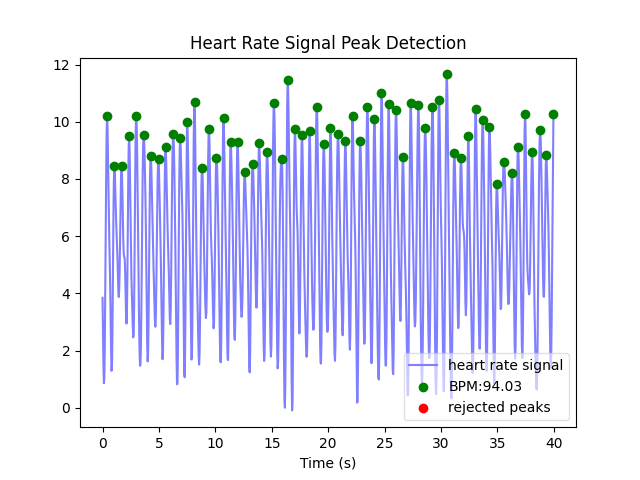 Heart Rate Signal Peak Detection
12
10
8
6
4
2
0
heart rate signal
BPM:94.03
rejected peaks
0 5 10 15 20 25 30 35 40
Time (s)